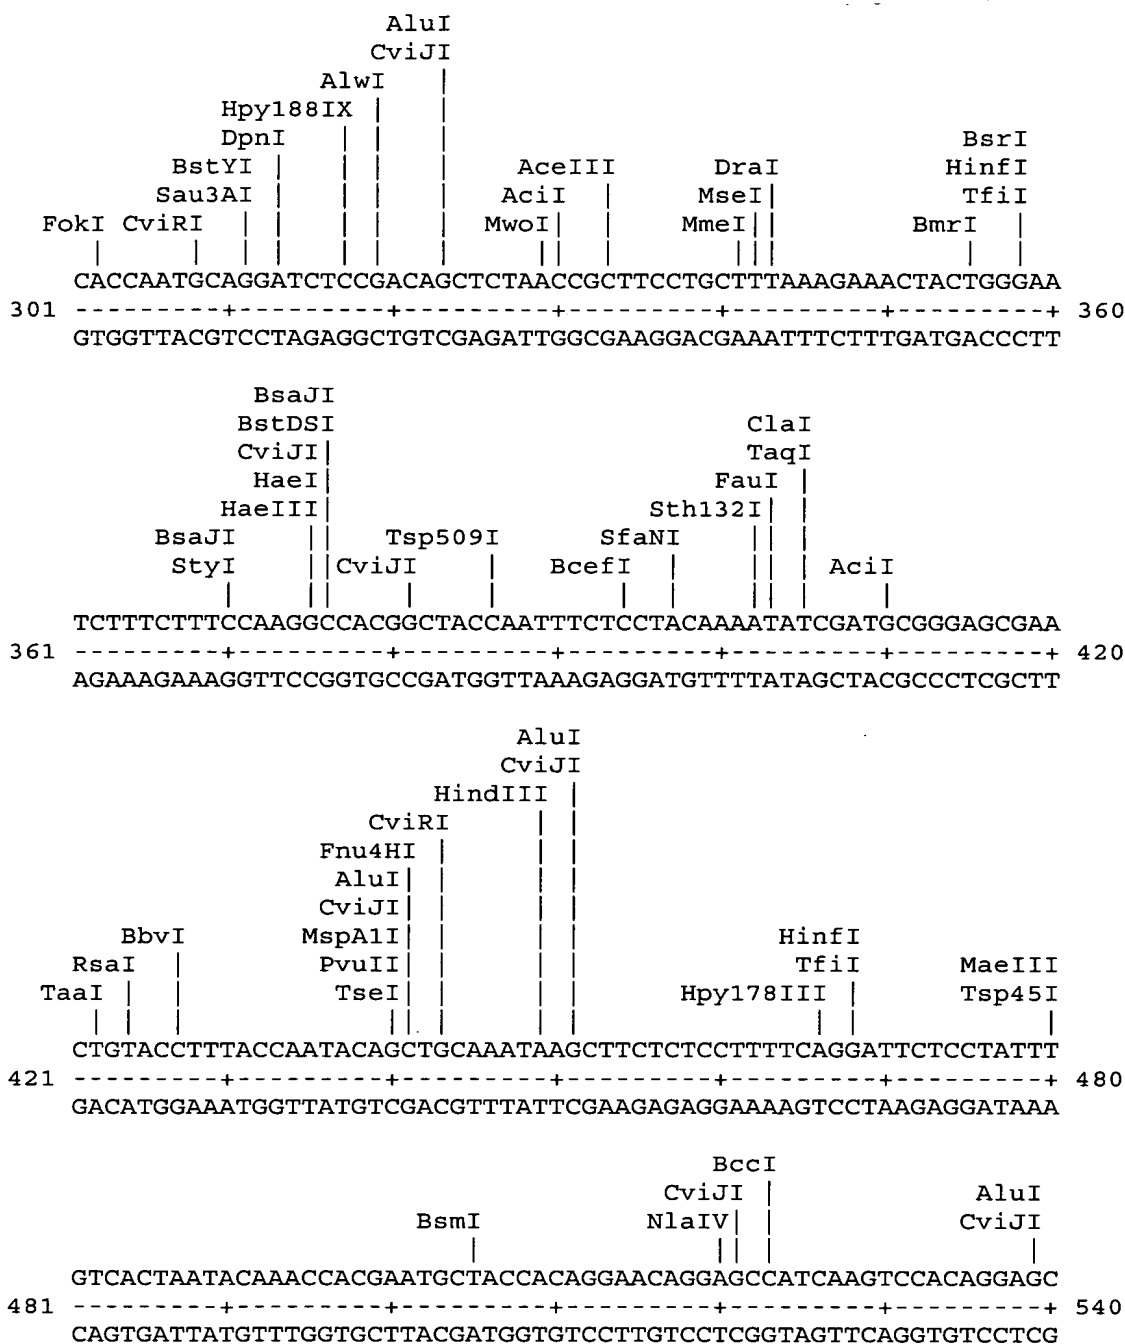 AluI
CviJI
AlwI
Hpy188IX
DpnI BsrI
BstYI AceIII DraI HinfI
Sau3AI AciI MseI TfiI
FokI CviRI MwoI MmeI BmrI
CACCAATGCAGGATCTCCGACAGCTCTAACCGCTTCCTGCTTTAAAGAAACTACTGGGAA
301 ---------+---------+---------+---------+---------+---------+ 360
GTGGTTACGTCCTAGAGGCTGTCGAGATTGGCGAAGGACGAAATTTCTTTGATGACCCTT
BsaJI
BstDSI ClaI
CviJI TaqI
HaeI FauI
HaeIII Sth132I
BsaJI Tsp509I SfaNI
StyI CviJI BcefI AciI
TCTTTCTTTCCAAGGCCACGGCTACCAATTTCTCCTACAAAATATCGATGCGGGAGCGAA
361 ---------+---------+---------+---------+---------+---------+ 420
AGAAAGAAAGGTTCCGGTGCCGATGGTTAAAGAGGATGTTTTATAGCTACGCCCTCGCTT
AluI
CviJI
HindIII
CviRI
Fnu4HI
AluI
CviJI
BbvI MspA1I HinfI
RsaI PvuII TfiI MaeIII
TaaI TseI Hpy178III Tsp45I
CTGTACCTTTACCAATACAGCTGCAAATAAGCTTCTCTCCTTTTCAGGATTCTCCTATTT
421 ---------+---------+---------+---------+---------+---------+ 480
GACATGGAAATGGTTATGTCGACGTTTATTCGAAGAGAGGAAAAGTCCTAAGAGGATAAA
BccI
CviJI AluI
BsmI NlaIV CviJI
GTCACTAATACAAACCACGAATGCTACCACAGGAACAGGAGCCATCAAGTCCACAGGAGC
481 ---------+---------+---------+---------+---------+---------+ 540
CAGTGATTATGTTTGGTGCTTACGATGGTGTCCTTGTCCTCGGTAGTTCAGGTGTCCTCG